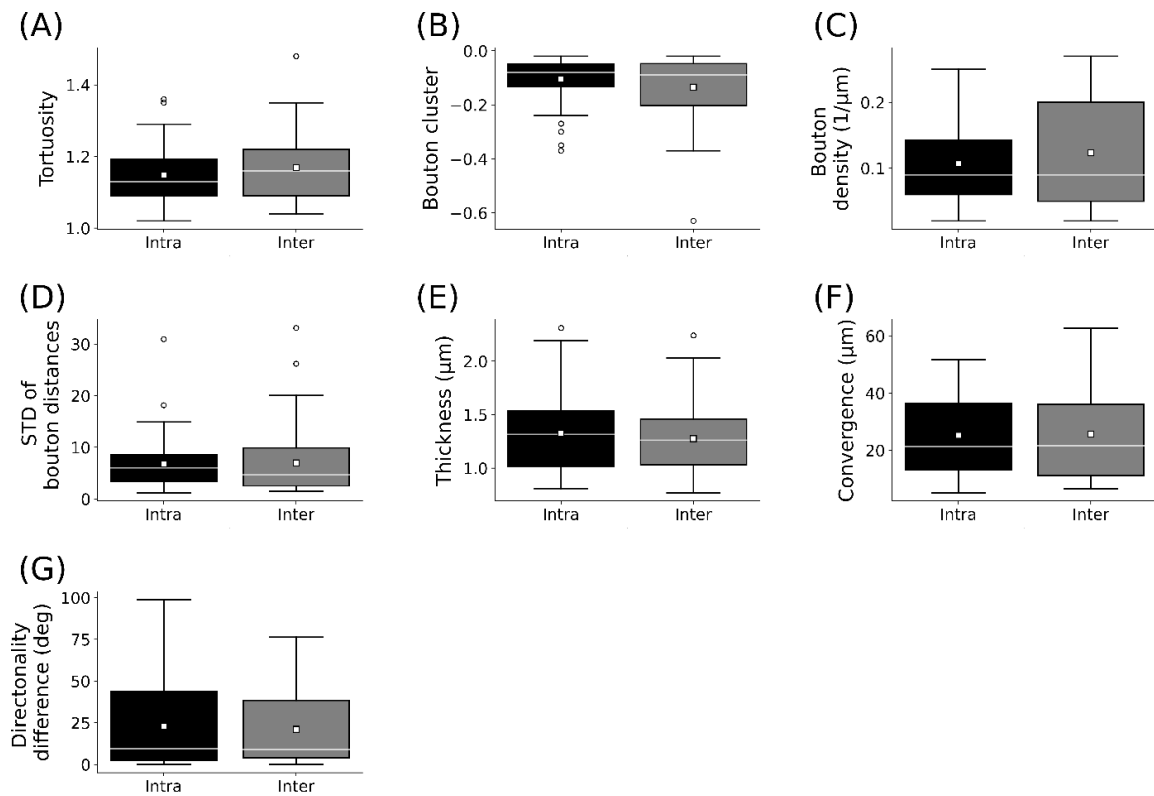 (A)
Tortuosity
1.4
1.2
1.0
Intra
Inter
(B)
Bouton cluster
0.0
−0.2
−0.4
−0.6
Intra
Inter
(C)
Bouton
density (1/μm)
0.2
0.1
Intra
Inter
(D)
STD of
bouton distances
30
20
10
0
Intra
Inter
(E)
Thickness (μm)
2.0
1.5
1.0
Intra
Inter
(F)
Convergence (μm)
60
40
20
Intra
Inter
(G)
Directonality
difference (deg)
100
75
50
25
0
Intra
Inter